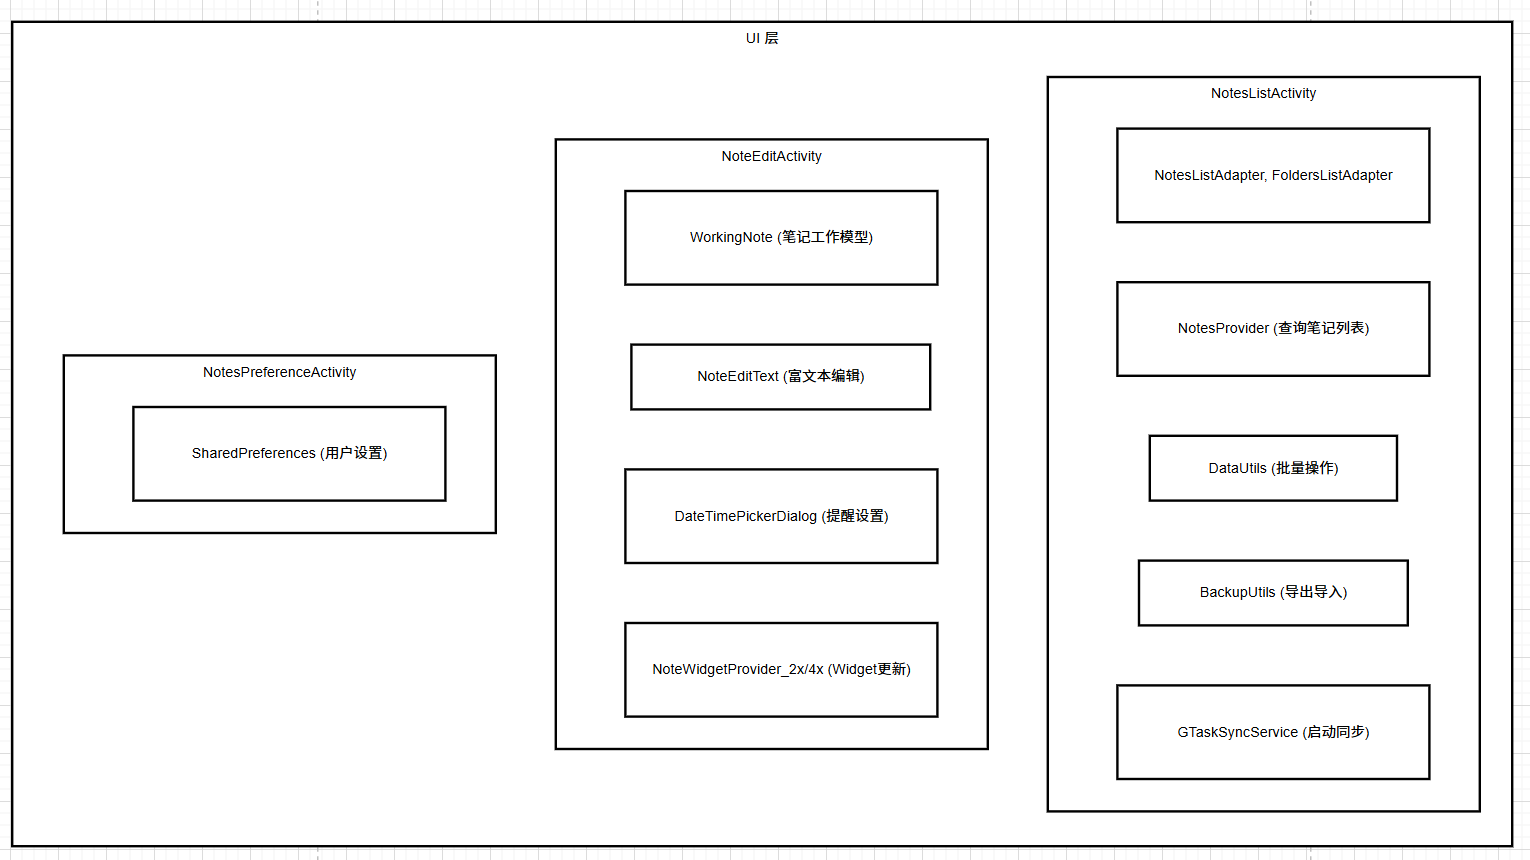 UI 层
NotesPreferenceActivity
SharedPreferences (用户设置)
NoteEditActivity
WorkingNote (笔记工作模型)
NoteEditText (富文本编辑)
DateTimePickerDialog (提醒设置)
NoteWidgetProvider_2x/4x (Widget更新)
NotesListActivity
NotesListAdapter, FoldersListAdapter
NotesProvider (查询笔记列表)
DataUtils (批量操作)
BackupUtils (导出导入)
GTaskSyncService (启动同步)